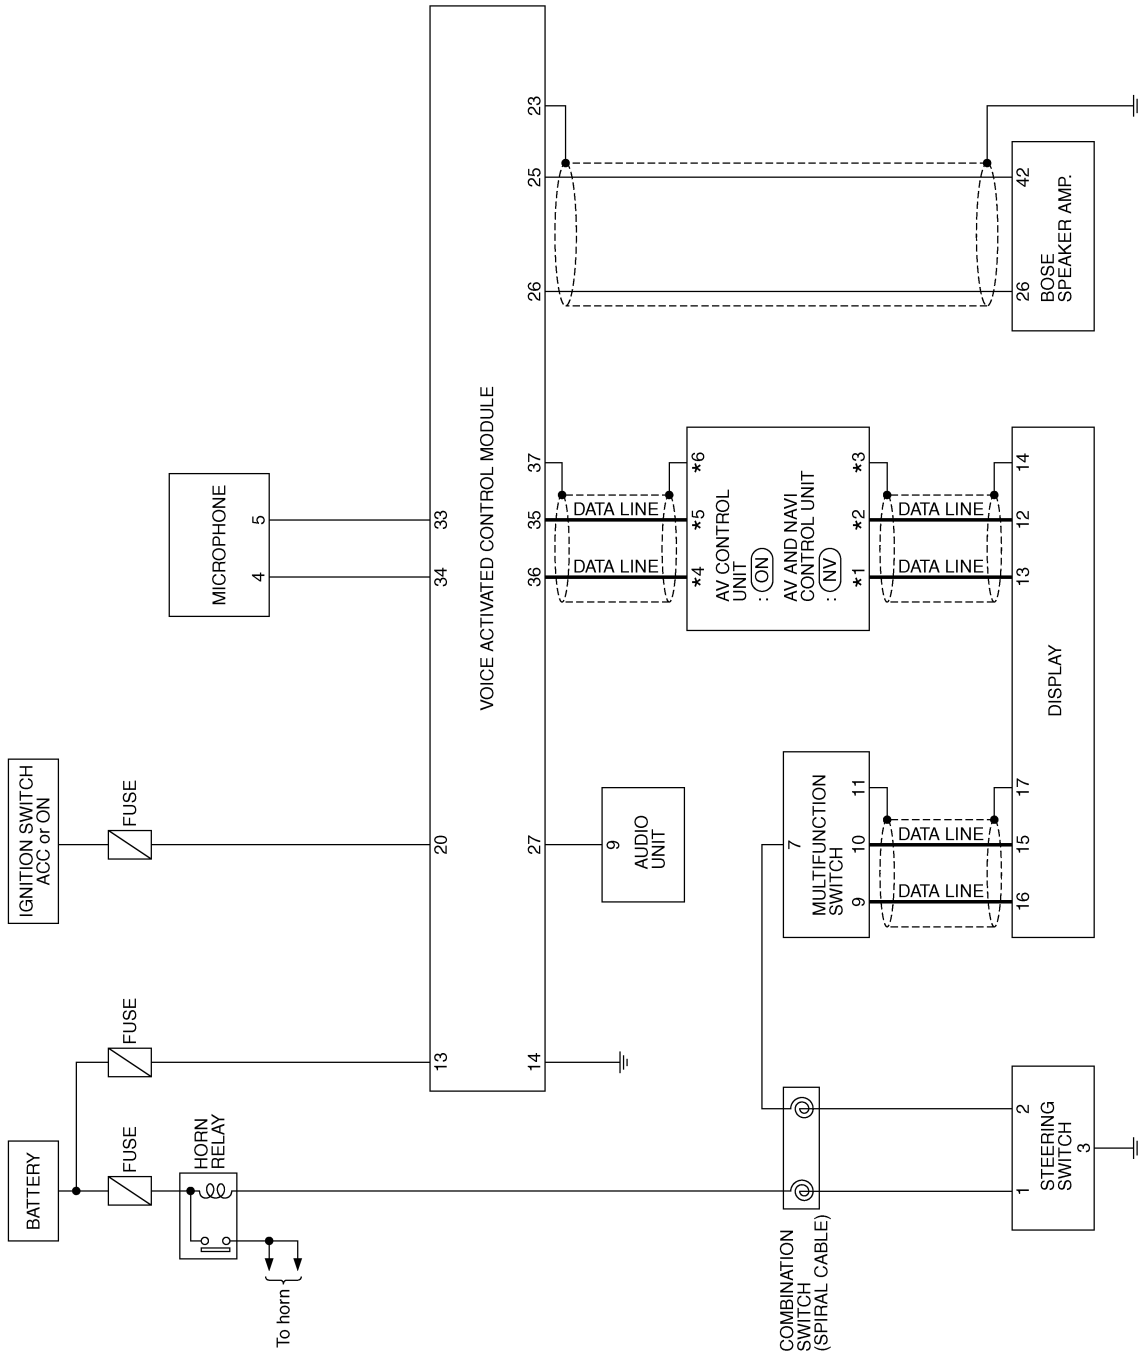 BATTERY
IGNITION SWITCH
ACC or ON
FUSE
FUSE
FUSE
HORN
RELAY
To horn
MICROPHONE
4
5
13
20
34
33
VOICE ACTIVATED CONTROL MODULE
14
27
36
35
37
26
25
23
9
AUDIO
UNIT
DATA LINE
DATA LINE
*4
*5
*6
AV CONTROL
UNIT
: ON
AV AND NAVI
CONTROL UNIT
: NV
*1
*2
*3
DATA LINE
DATA LINE
7
MULTIFUNCTION
SWITCH
9
10
11
DATA LINE
DATA LINE
COMBINATION
SWITCH
(SPIRAL CABLE)
1
2
STEERING
SWITCH
3
16
15
17
13
12
14
DISPLAY
26
42
BOSE
SPEAKER AMP.